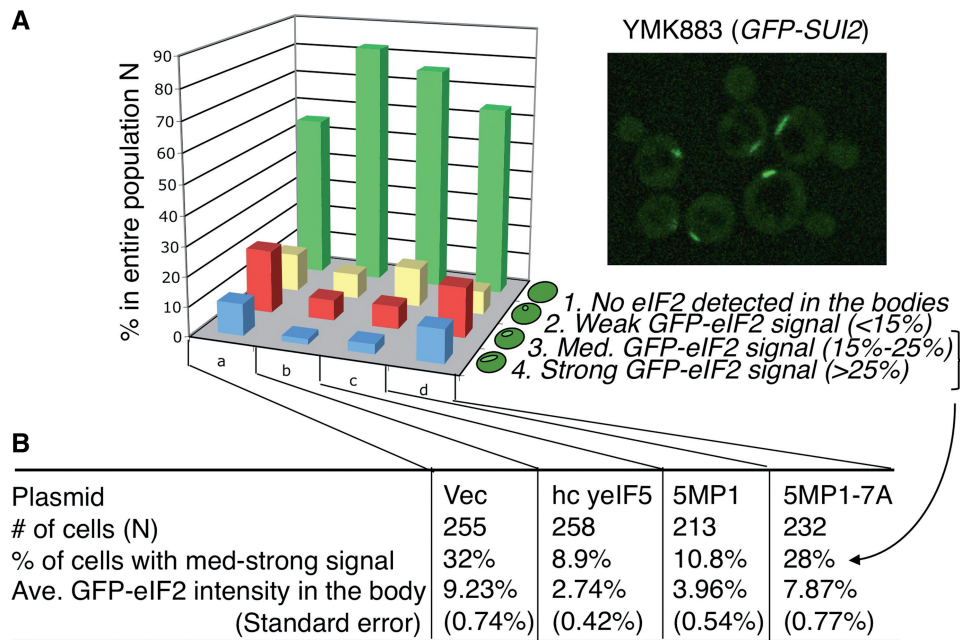 A
YMK883 (GFP-SUI2)
% in entire population N
90
80
70
60
50
40
30
20
10
0
a
b
c
d
1. No eIF2 detected in the bodies
2. Weak GFP-eIF2 signal (<15%)
3. Med. GFP-eIF2 signal (15%-25%)
4. Strong GFP-eIF2 signal (>25%)
B
Plasmid Vec hc yeIF5 5MP1 5MP1-7A
# of cells (N) 255 258 213 232
% of cells with med-strong signal 32% 8.9% 10.8% 28%
Ave. GFP-eIF2 intensity in the body 9.23% 2.74% 3.96% 7.87%
(Standard error) (0.74%) (0.42%) (0.54%) (0.77%)